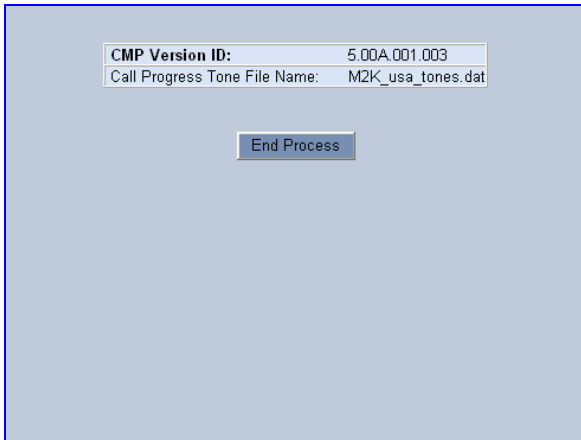 CMP Version ID: 5.00A.001.003
Call Progress Tone File Name: M2K_usa_tones.dat
End Process